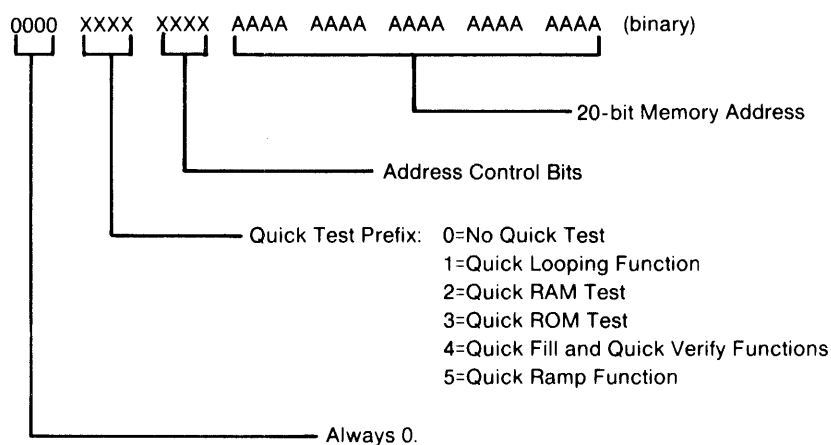 0000 XXXX XXXX AAAA AAAA AAAA AAAA AAAA (binary)
20-bit Memory Address
Address Control Bits
Quick Test Prefix: 0=No Quick Test
1=Quick Looping Function
2=Quick RAM Test
3=Quick ROM Test
4=Quick Fill and Quick Verify Functions
5=Quick Ramp Function
Always 0.